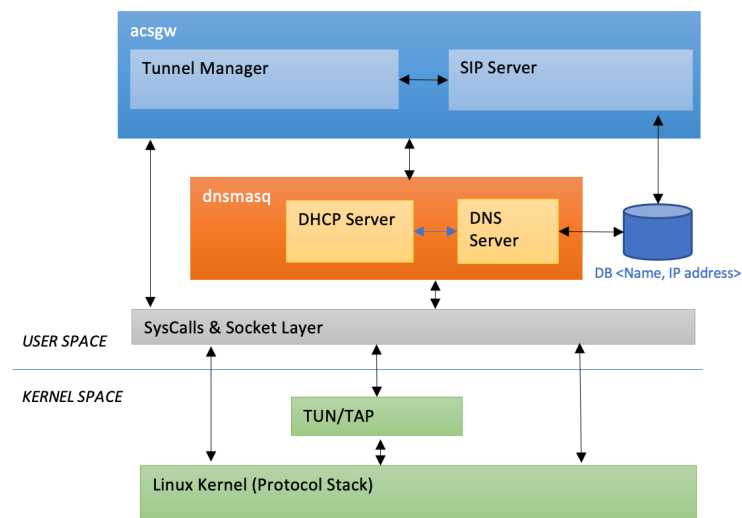 acsgw
Tunnel Manager
SIP Server
dnsmasq
DHCP Server
DNS
Server
DB <Name, IP address>
SysCalls & Socket Layer
USER SPACE
KERNEL SPACE
TUN/TAP
Linux Kernel (Protocol Stack)